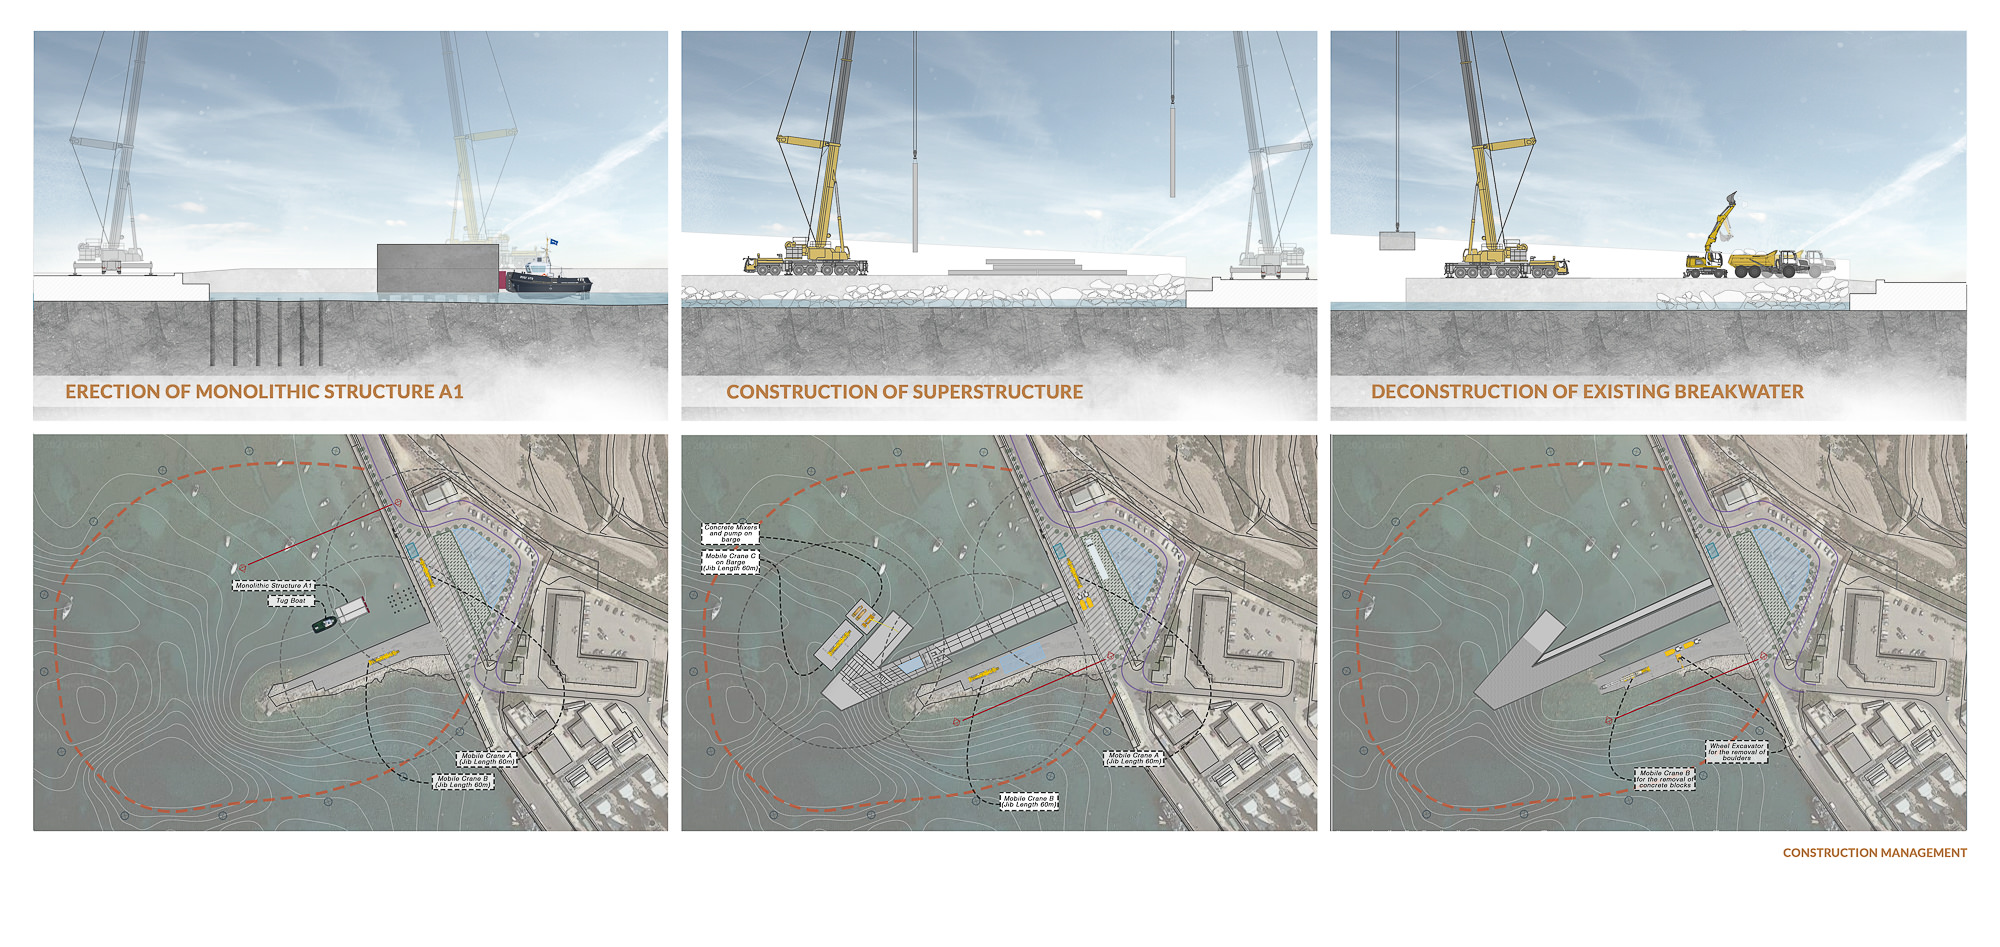 ERECTION OF MONOLITHIC STRUCTURE A1
CONSTRUCTION OF SUPERSTRUCTURE
DECONSTRUCTION OF EXISTING BREAKWATER
Monolithic Structure A1
Tug Boat
Mobile Crane A
(Jib Length 60m)
Mobile Crane B
(Jib Length 60m)
Concrete Mixers
and pump on
barge
Mobile Crane C
on Barge
(Jib Length 60m)
Mobile Crane A
(Jib Length 60m)
Mobile Crane B
(Jib Length 60m)
Wheel Excavator
for the removal of
boulders
Mobile Crane B
for the removal of
concrete blocks
CONSTRUCTION MANAGEMENT